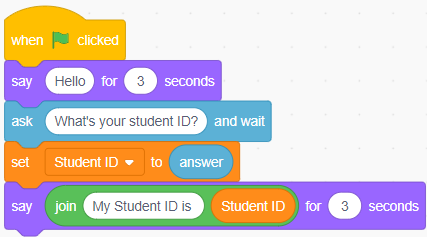 when clicked
say Hello for 3 seconds
ask What's your student ID? and wait
set Student ID to answer
say join My Student ID is Student ID for 3 seconds